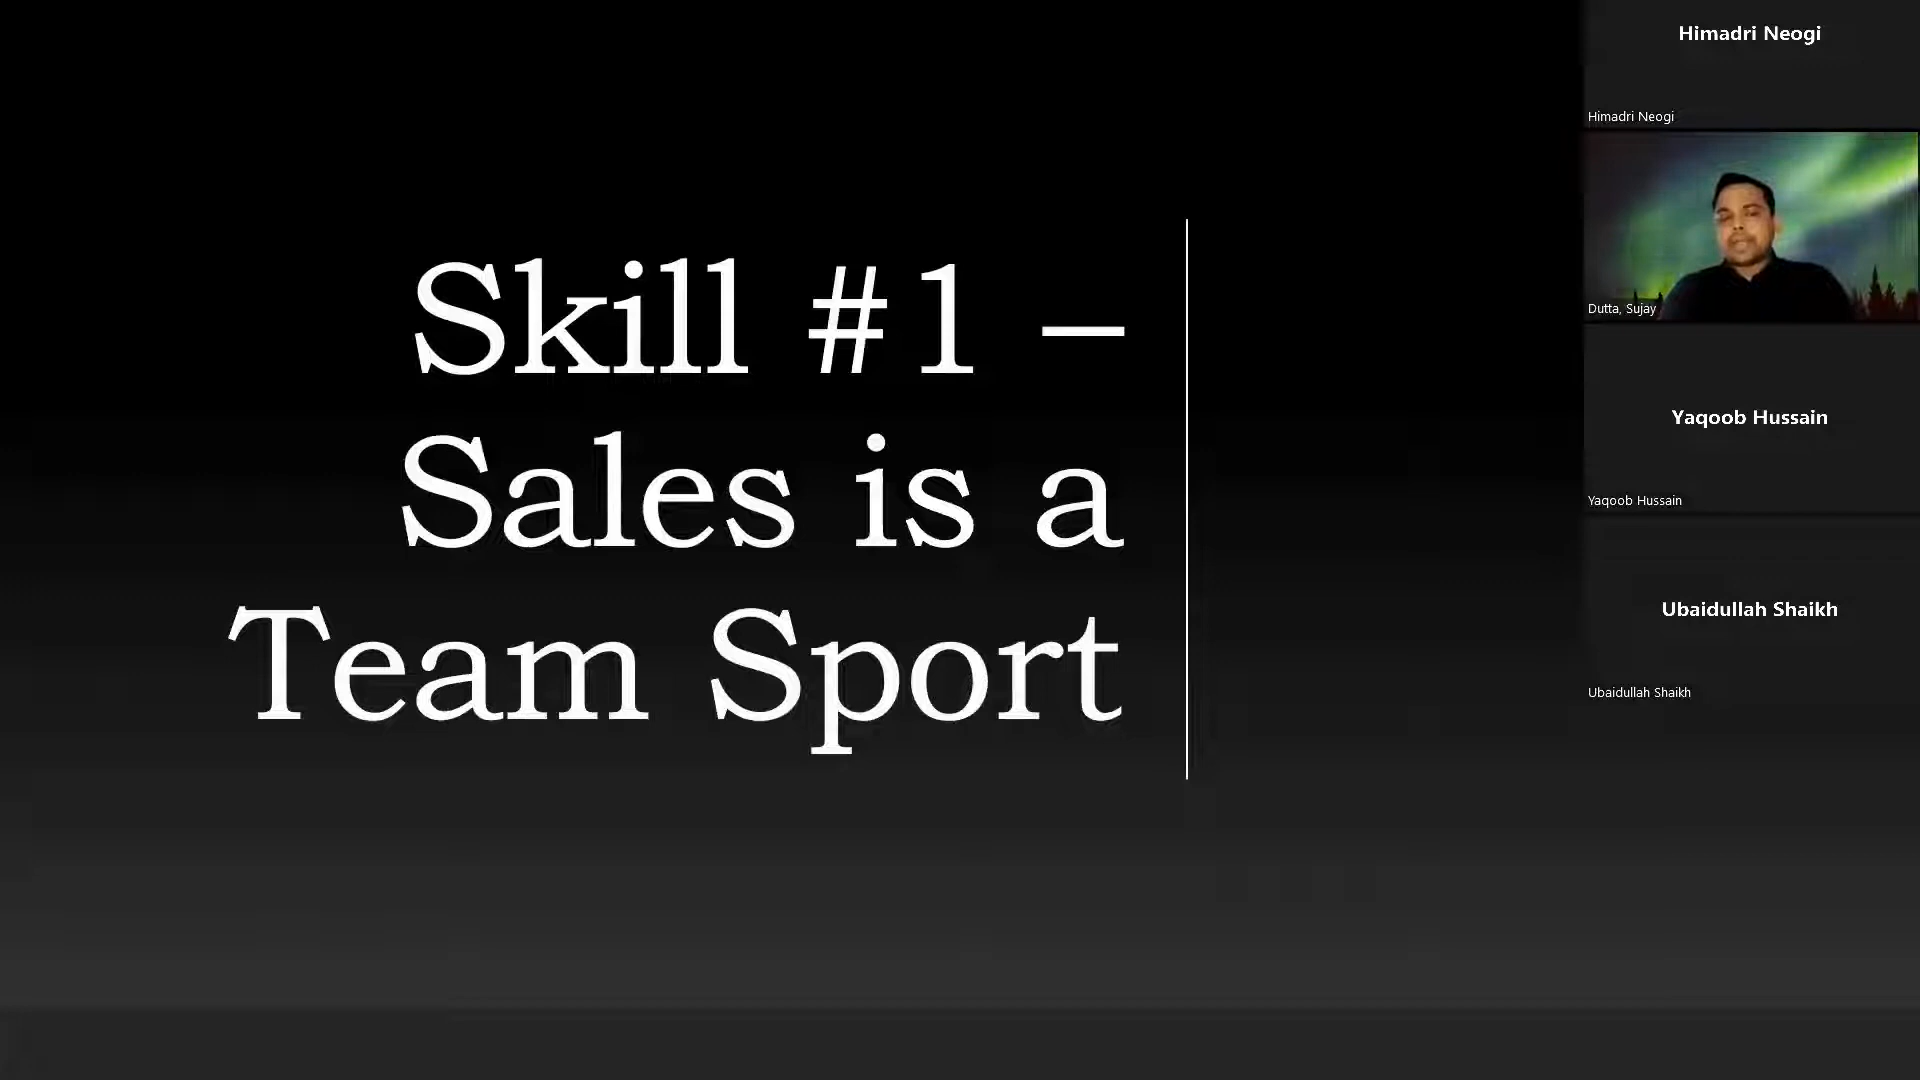 Skill #1 –
Sales is a
Team Sport
Himadri Neogi
Himadri Neogi
Dutta, Sujay
Yaqoob Hussain
Yaqoob Hussain
Ubaidullah Shaikh
Ubaidullah Shaikh